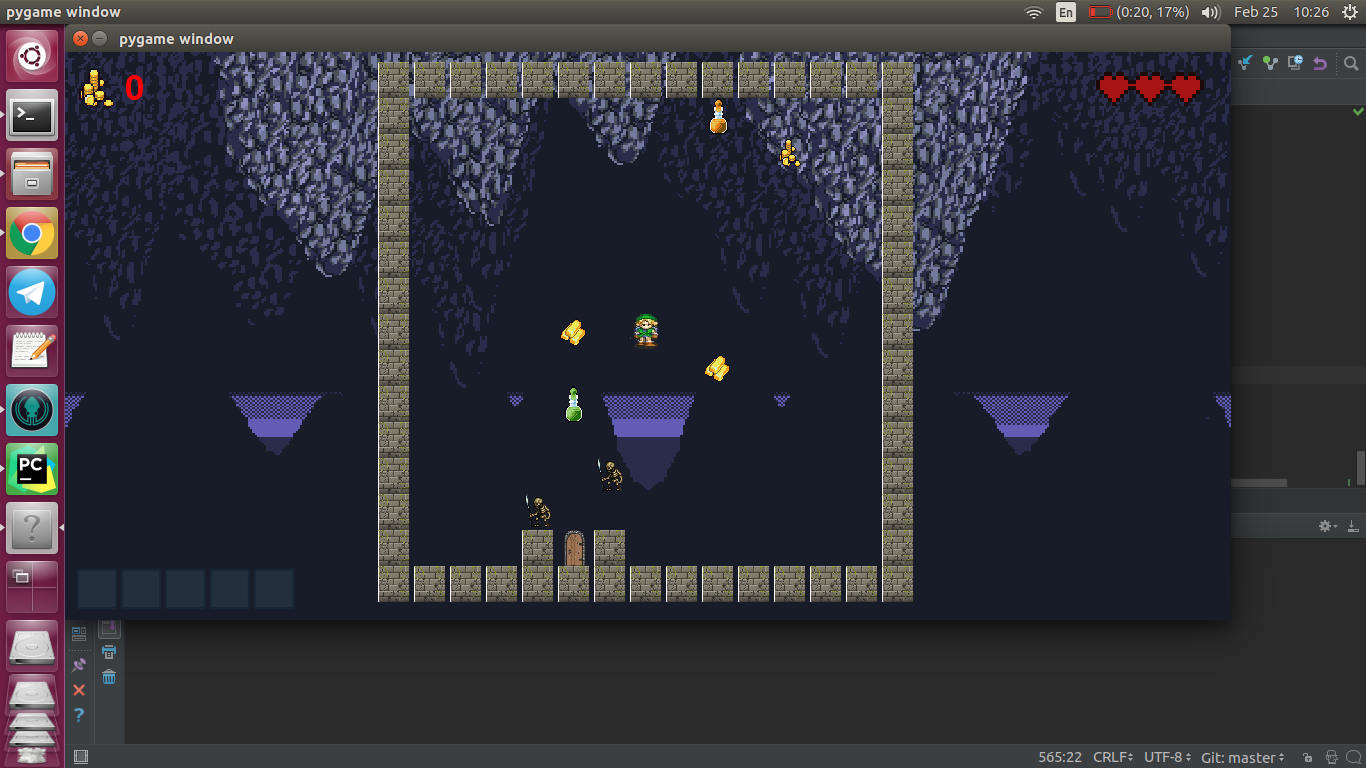 pygame window
En
(0:20, 17%)
Feb 25
10:26
pygame window
0
>_
PC
?
?
565:22 CRLF UTF-8 Git: master